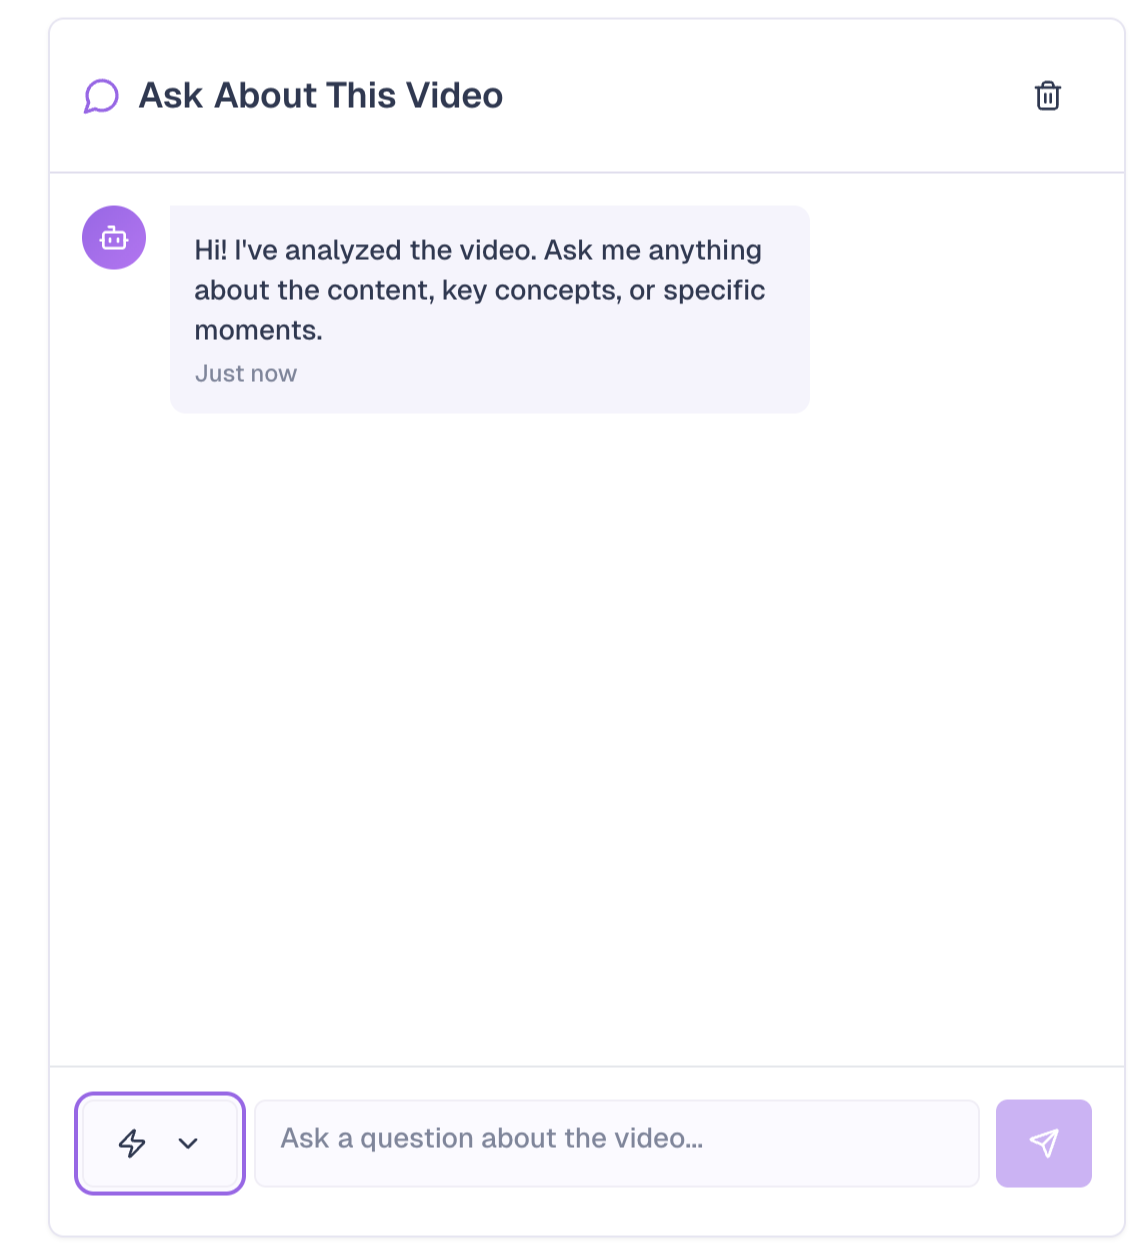 Ask About This Video
Hi! I've analyzed the video. Ask me anything
about the content, key concepts, or specific
moments.
Just now
Ask a question about the video...